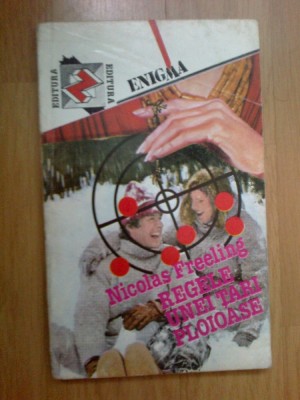 EDITURA
Z
EDITURA
ENIGMA
Nicolas Freeling
REGELE
UNEI ŢĂRI
PLOIOASE